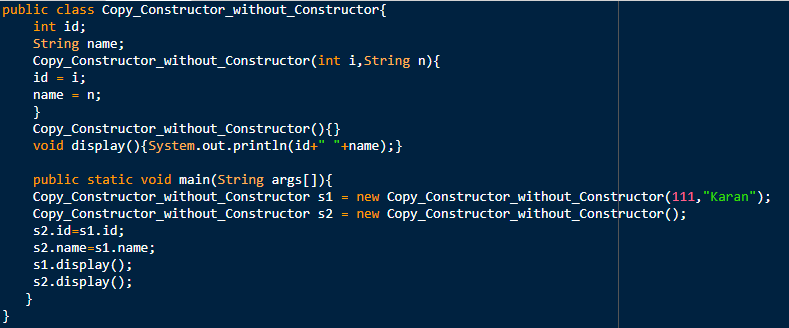 public class Copy_Constructor_without_Constructor{
    int id;
    String name;
    Copy_Constructor_without_Constructor(int i,String n){
    id = i;
    name = n;
    }
    Copy_Constructor_without_Constructor(){}
    void display(){System.out.println(id+" "+name);}

    public static void main(String args[]){
    Copy_Constructor_without_Constructor s1 = new Copy_Constructor_without_Constructor(111,"Karan");
    Copy_Constructor_without_Constructor s2 = new Copy_Constructor_without_Constructor();
    s2.id=s1.id;
    s2.name=s1.name;
    s1.display();
    s2.display();
   }
}